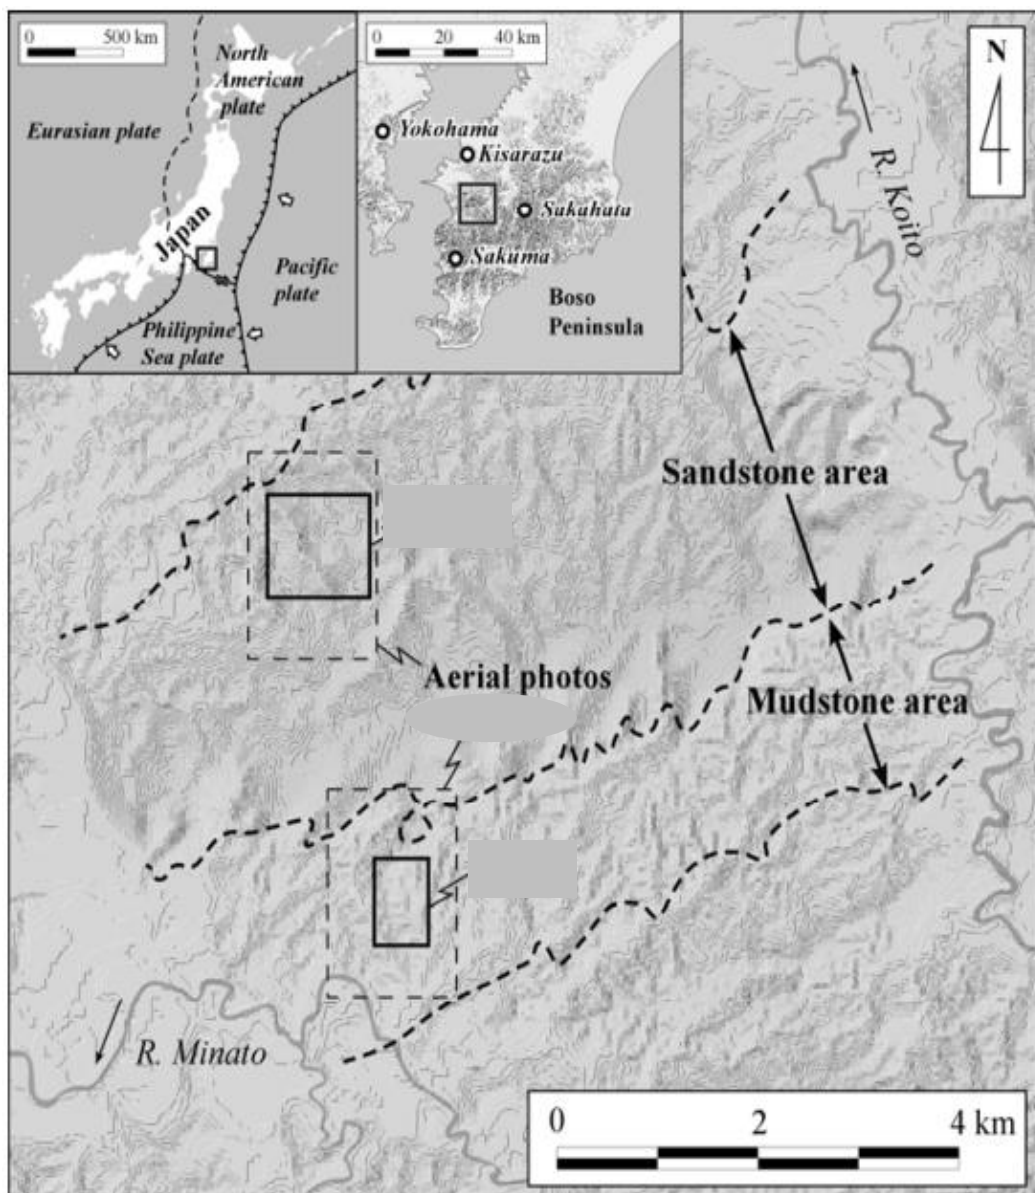 0 500 km
North
American
plate
Eurasian plate
Japan
Pacific
plate
Philippine
Sea plate
0 20 40 km
Yokohama
Kisarazu
Sakahata
Sakuma
Boso
Peninsula
N
R. Koito
Sandstone area
Aerial photos
Mudstone area
R. Minato
0 2 4 km